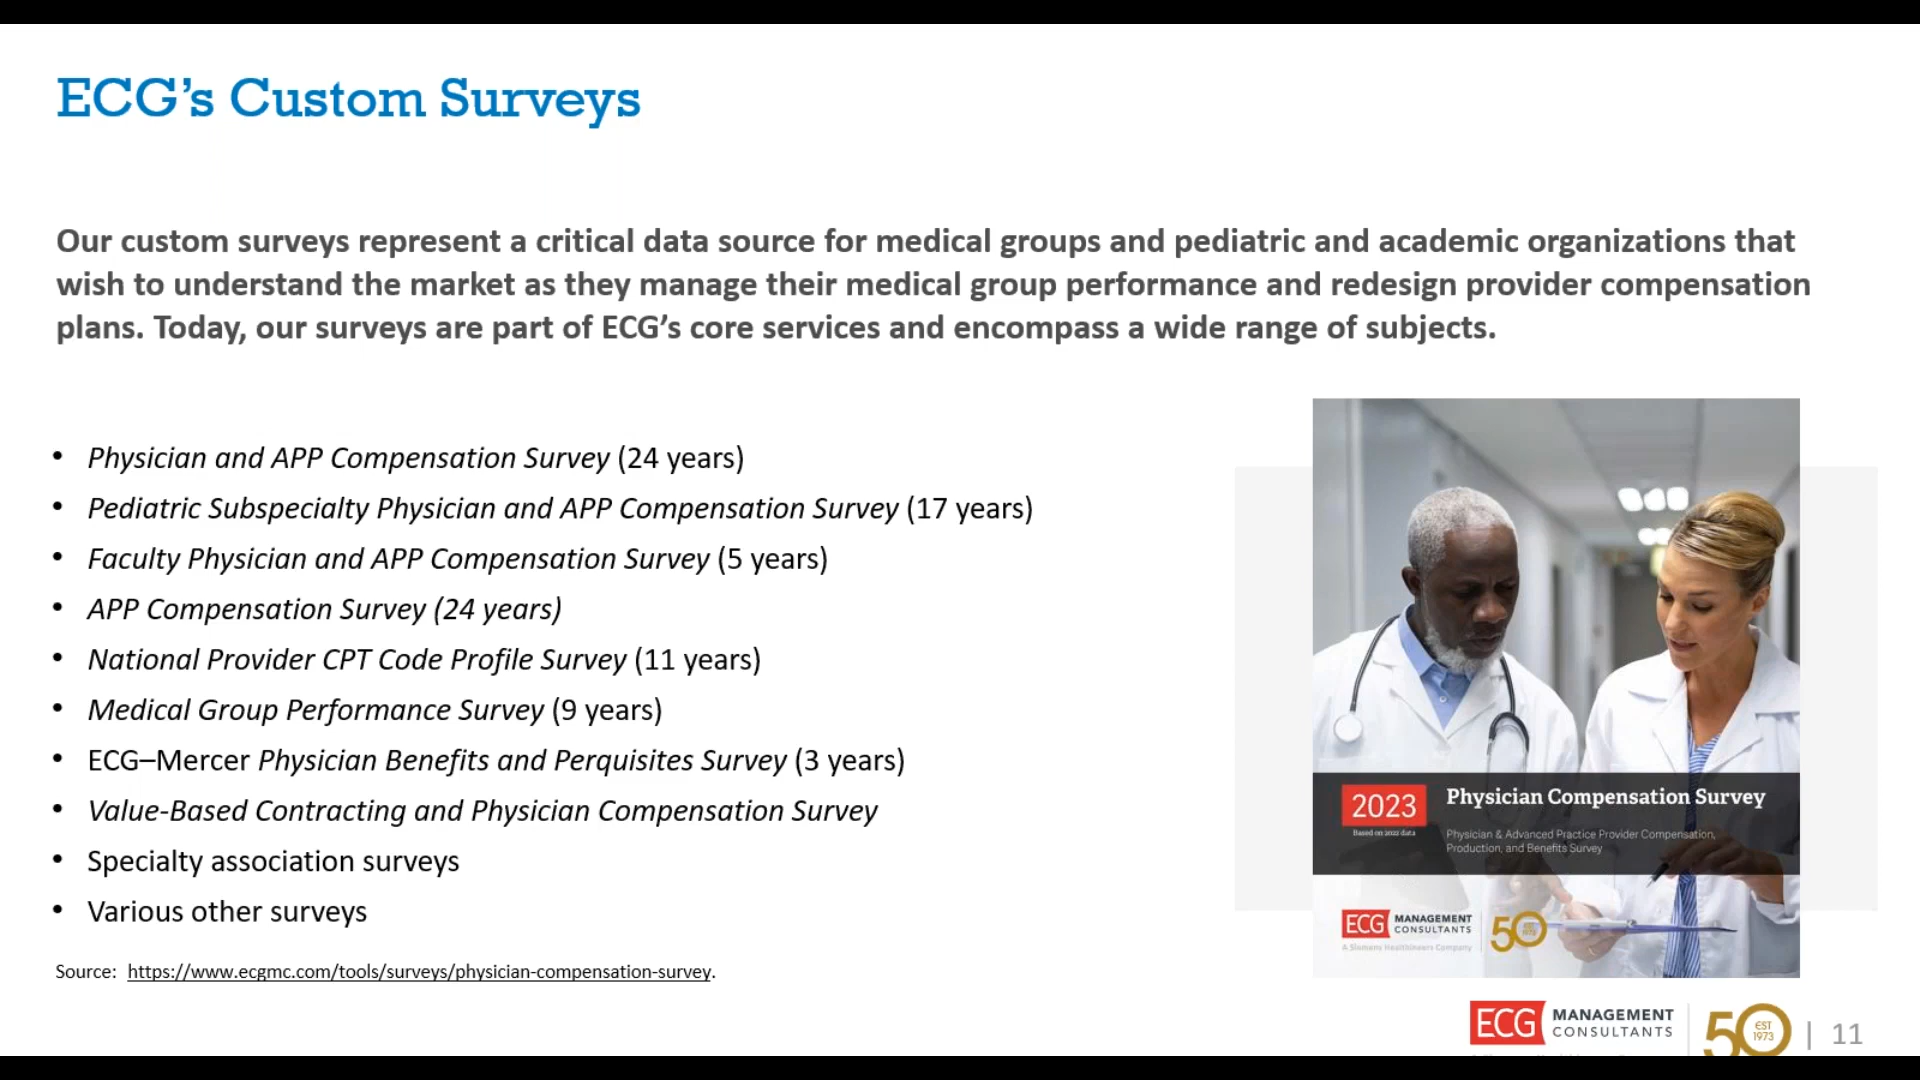 ECG’s Custom Surveys
Our custom surveys represent a critical data source for medical groups and pediatric and academic organizations that
wish to understand the market as they manage their medical group performance and redesign provider compensation
plans. Today, our surveys are part of ECG’s core services and encompass a wide range of subjects.
• Physician and APP Compensation Survey (24 years)
• Pediatric Subspecialty Physician and APP Compensation Survey (17 years)
• Faculty Physician and APP Compensation Survey (5 years)
• APP Compensation Survey (24 years)
• National Provider CPT Code Profile Survey (11 years)
• Medical Group Performance Survey (9 years)
• ECG–Mercer Physician Benefits and Perquisites Survey (3 years)
• Value-Based Contracting and Physician Compensation Survey
• Specialty association surveys
• Various other surveys
Source: https://www.ecgmc.com/tools/surveys/physician-compensation-survey.
2023
Based on 2022 data
Physician Compensation Survey
Physician & Advanced Practice Provider Compensation,
Production, and Benefits Survey
ECG MANAGEMENT
CONSULTANTS
A Siemens Healthineers Company
50
EST
1973
ECG MANAGEMENT
CONSULTANTS
50
EST
1973
| 11